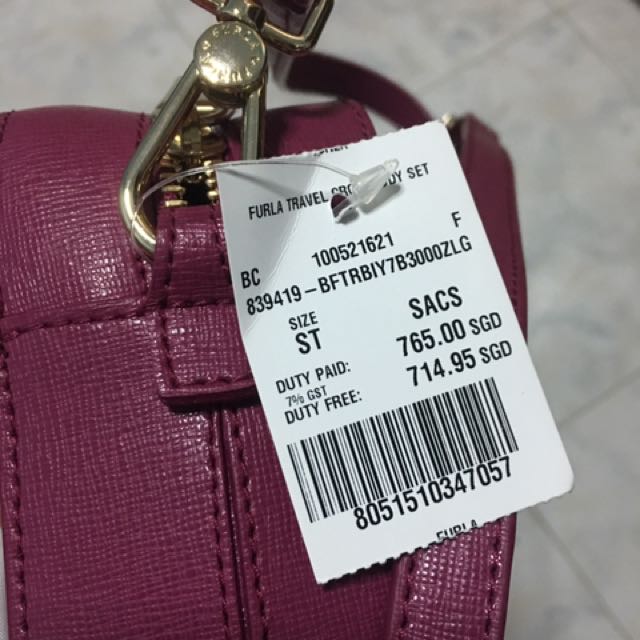 FURLA TRAVEL SET
100521621 F
BC
839419-BFTRBIY7B3000ZLG
SIZE SACS
ST 765.00 SGD
DUTY PAID: 714.95 SGD
7% GST
DUTY FREE:
8051510347057
FURLA